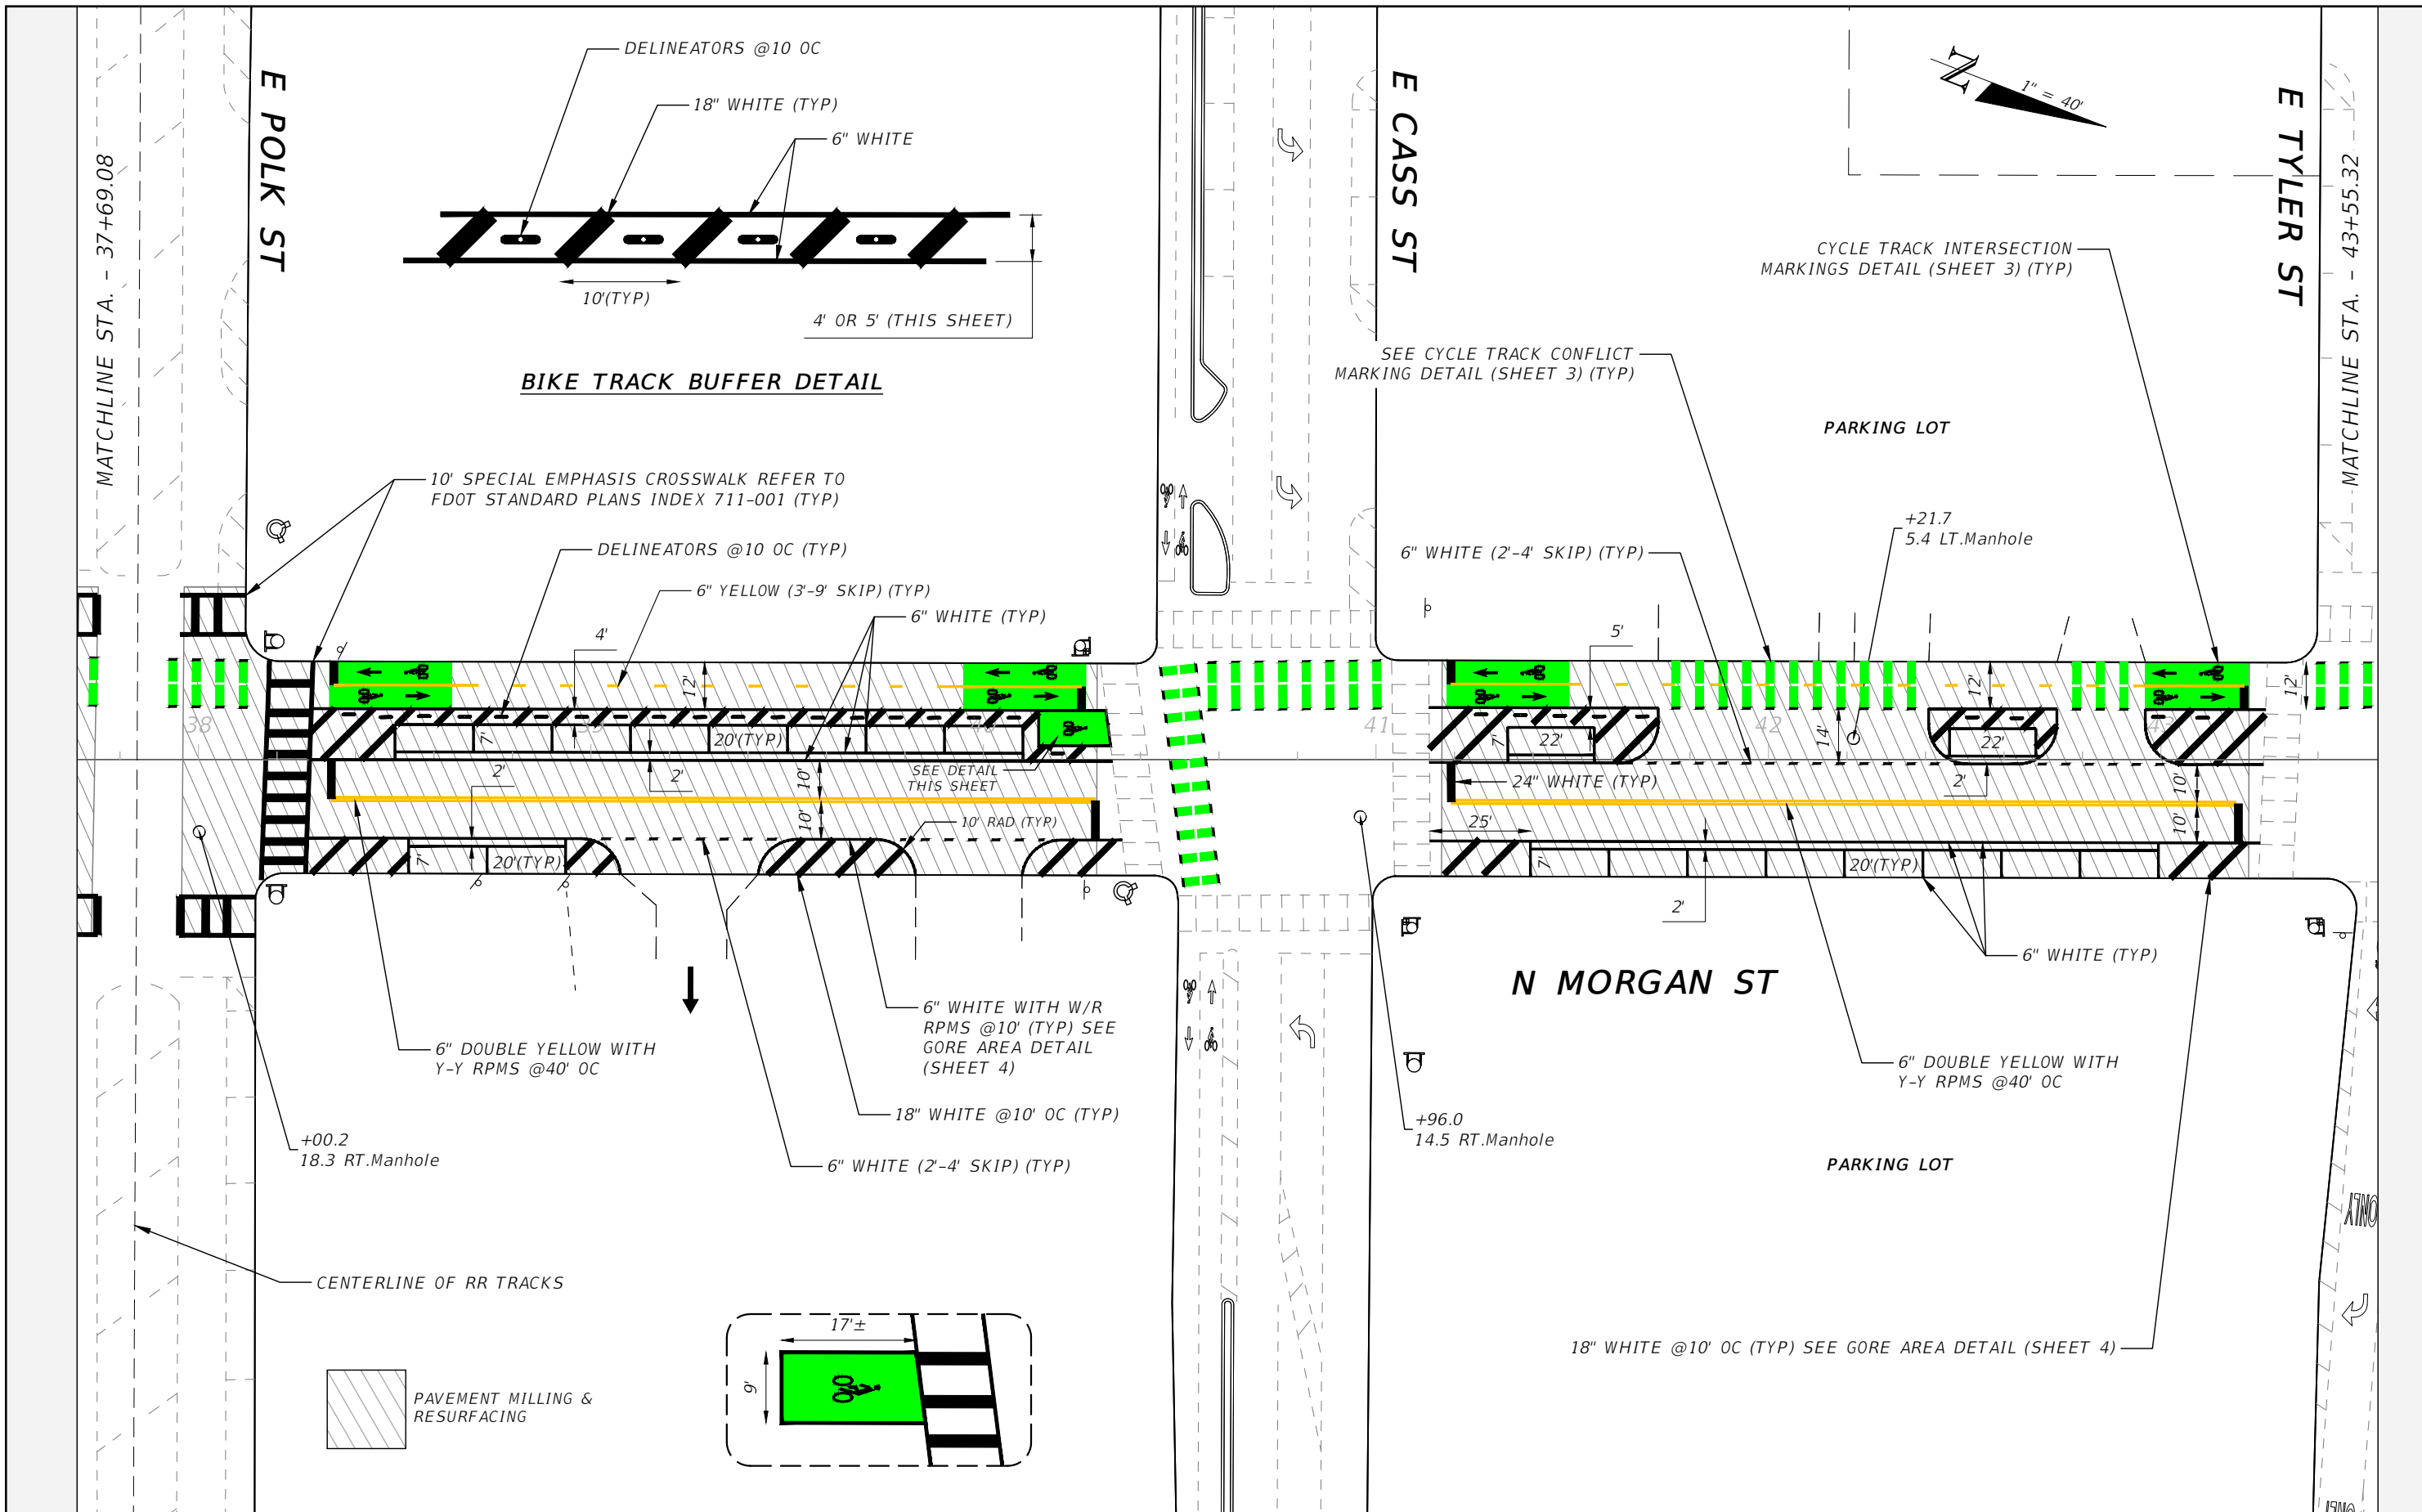 MATCHLINE STA. - 37+69.08
E POLK ST
DELINEATORS @10 OC
18" WHITE (TYP)
6" WHITE
10'(TYP)
4' OR 5' (THIS SHEET)
BIKE TRACK BUFFER DETAIL
E CASS ST
N
1" = 40'
E TYLER ST
MATCHLINE STA. - 43+55.32
CYCLE TRACK INTERSECTION
MARKINGS DETAIL (SHEET 3) (TYP)
SEE CYCLE TRACK CONFLICT
MARKING DETAIL (SHEET 3) (TYP)
PARKING LOT
10' SPECIAL EMPHASIS CROSSWALK REFER TO
FDOT STANDARD PLANS INDEX 711-001 (TYP)
DELINEATORS @10 OC (TYP)
6" YELLOW (3'-9' SKIP) (TYP)
6" WHITE (TYP)
4'
6" WHITE (2'-4' SKIP) (TYP)
+21.7
5.4 LT.Manhole
5'
12'
12'
12'
38
39
40
41
42
43
7'
20'(TYP)
7'
22'
14'
22'
2'
2'
10'
SEE DETAIL
THIS SHEET
24" WHITE (TYP)
2'
10'
10'
10' RAD (TYP)
25'
10'
7'
20'(TYP)
7'
20'(TYP)
2'
6" WHITE (TYP)
N MORGAN ST
6" WHITE WITH W/R
RPMS @10' (TYP) SEE
GORE AREA DETAIL
(SHEET 4)
6" DOUBLE YELLOW WITH
Y-Y RPMS @40' OC
6" DOUBLE YELLOW WITH
Y-Y RPMS @40' OC
18" WHITE @10' OC (TYP)
+00.2
18.3 RT.Manhole
+96.0
14.5 RT.Manhole
6" WHITE (2'-4' SKIP) (TYP)
PARKING LOT
ONLY
CENTERLINE OF RR TRACKS
17'±
9'
18" WHITE @10' OC (TYP) SEE GORE AREA DETAIL (SHEET 4)
PAVEMENT MILLING &
RESURFACING